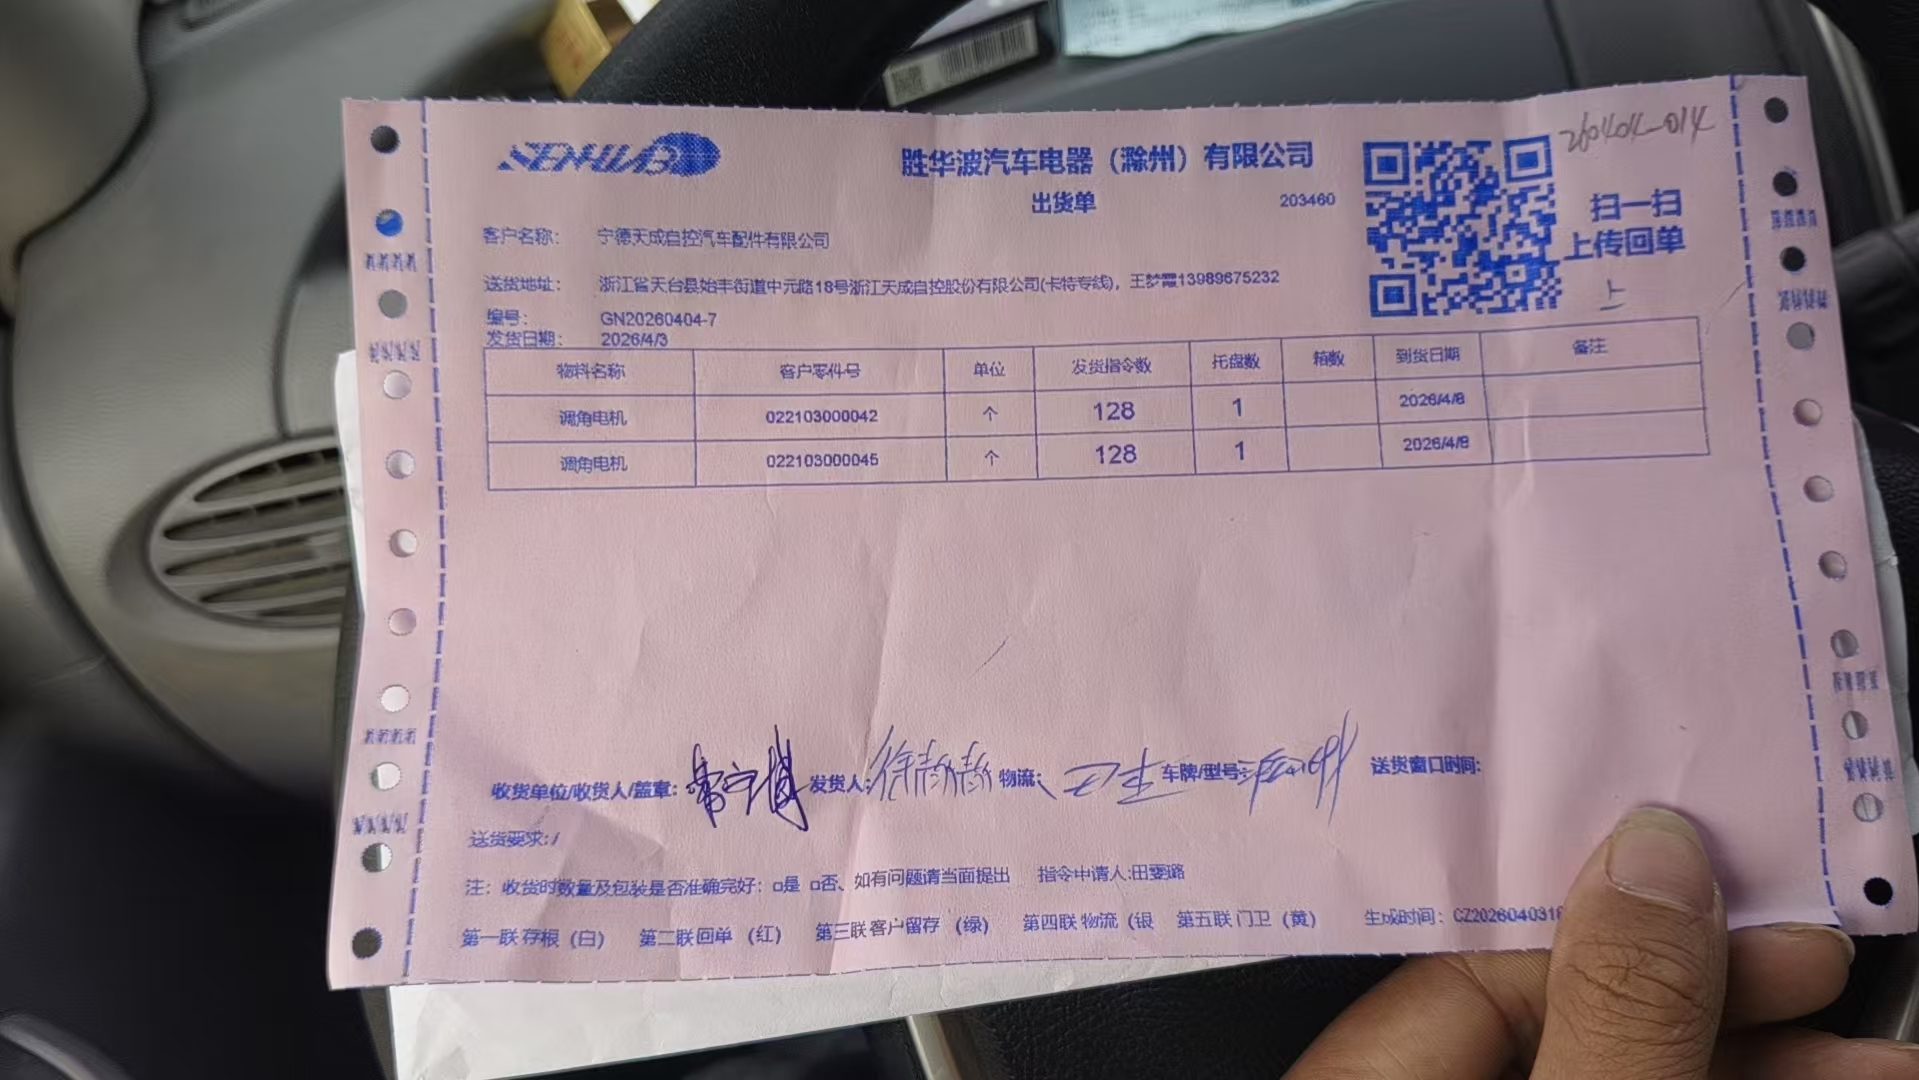 SENHUBO
胜华波汽车电器（滁州）有限公司
260404-014
出货单
203460
扫一扫
上传回单
上
客户名称： 宁德天成自控汽车配件有限公司
送货地址： 浙江省天台县始丰街道中元路18号浙江天成自控股份有限公司(卡特专线)，王梦霞13989675232
编号： GN20260404-7
发货日期： 2026/4/3
物料名称 客户零件号 单位 发货指令数 托盘数 箱数 到货日期 备注
调角电机 022103000042 个 128 1 2026/4/8
调角电机 022103000045 个 128 1 2026/4/8
收货单位/收货人/盖章： 发货人：徐静静 物流： 卫生 车牌/型号： 送货窗口时间：
送货要求：/
注：收货时数量及包装是否准确完好：□是 □否、如有问题请当面提出 指令申请人:田雯璐
第一联 存根（白） 第二联 回单（红） 第三联 客户留存（绿） 第四联 物流（银 第五联 门卫（黄） 生成时间：CZ2026040318